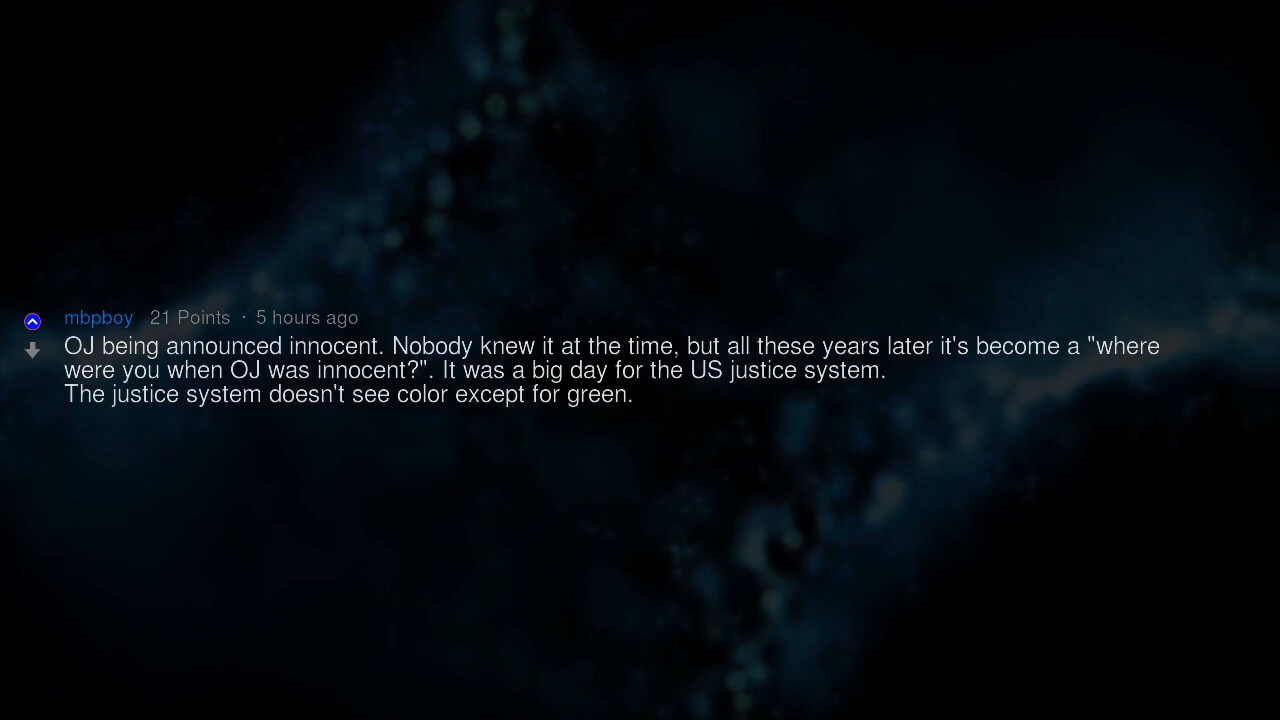 mbpboy 21 Points · 5 hours ago
OJ being announced innocent. Nobody knew it at the time, but all these years later it's become a "where
were you when OJ was innocent?". It was a big day for the US justice system.
The justice system doesn't see color except for green.